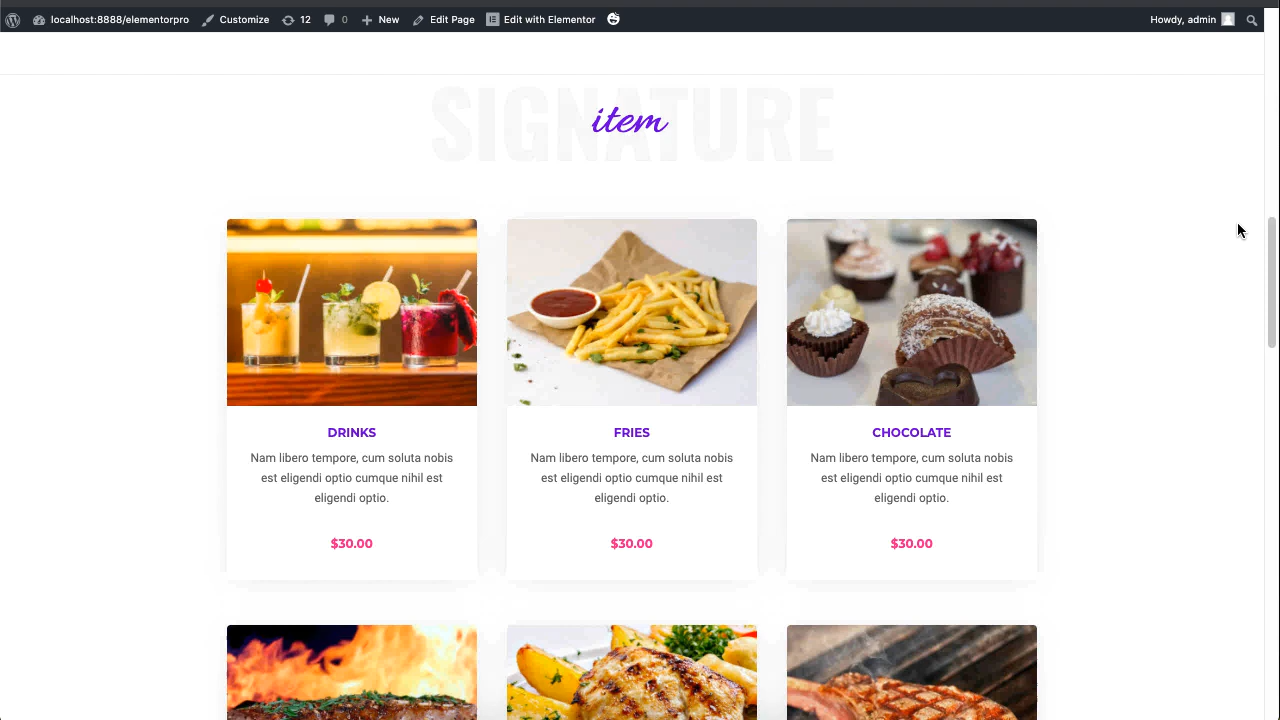 localhost:8888/elementorpro Customize 12 0 New Edit Page Edit with Elementor Howdy, admin
SIGNATURE
item
DRINKS
Nam libero tempore, cum soluta nobis
est eligendi optio cumque nihil est
eligendi optio.
$30.00
FRIES
Nam libero tempore, cum soluta nobis
est eligendi optio cumque nihil est
eligendi optio.
$30.00
CHOCOLATE
Nam libero tempore, cum soluta nobis
est eligendi optio cumque nihil est
eligendi optio.
$30.00